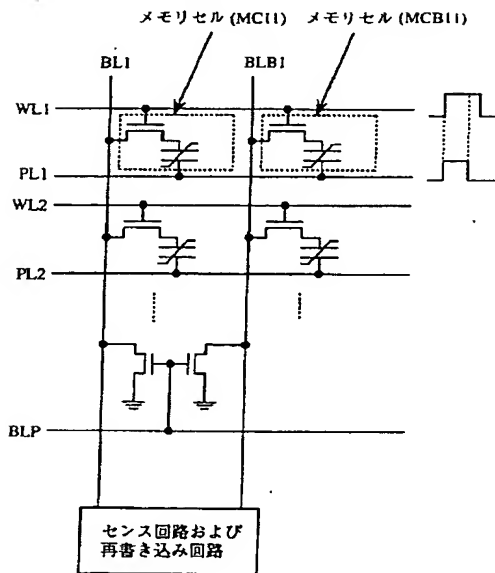 メモリセル (MC11) メモリセル (MCB11)
BL1 BLB1
WL1
PL1
WL2
PL2
BLP
センス回路および
再書き込み回路